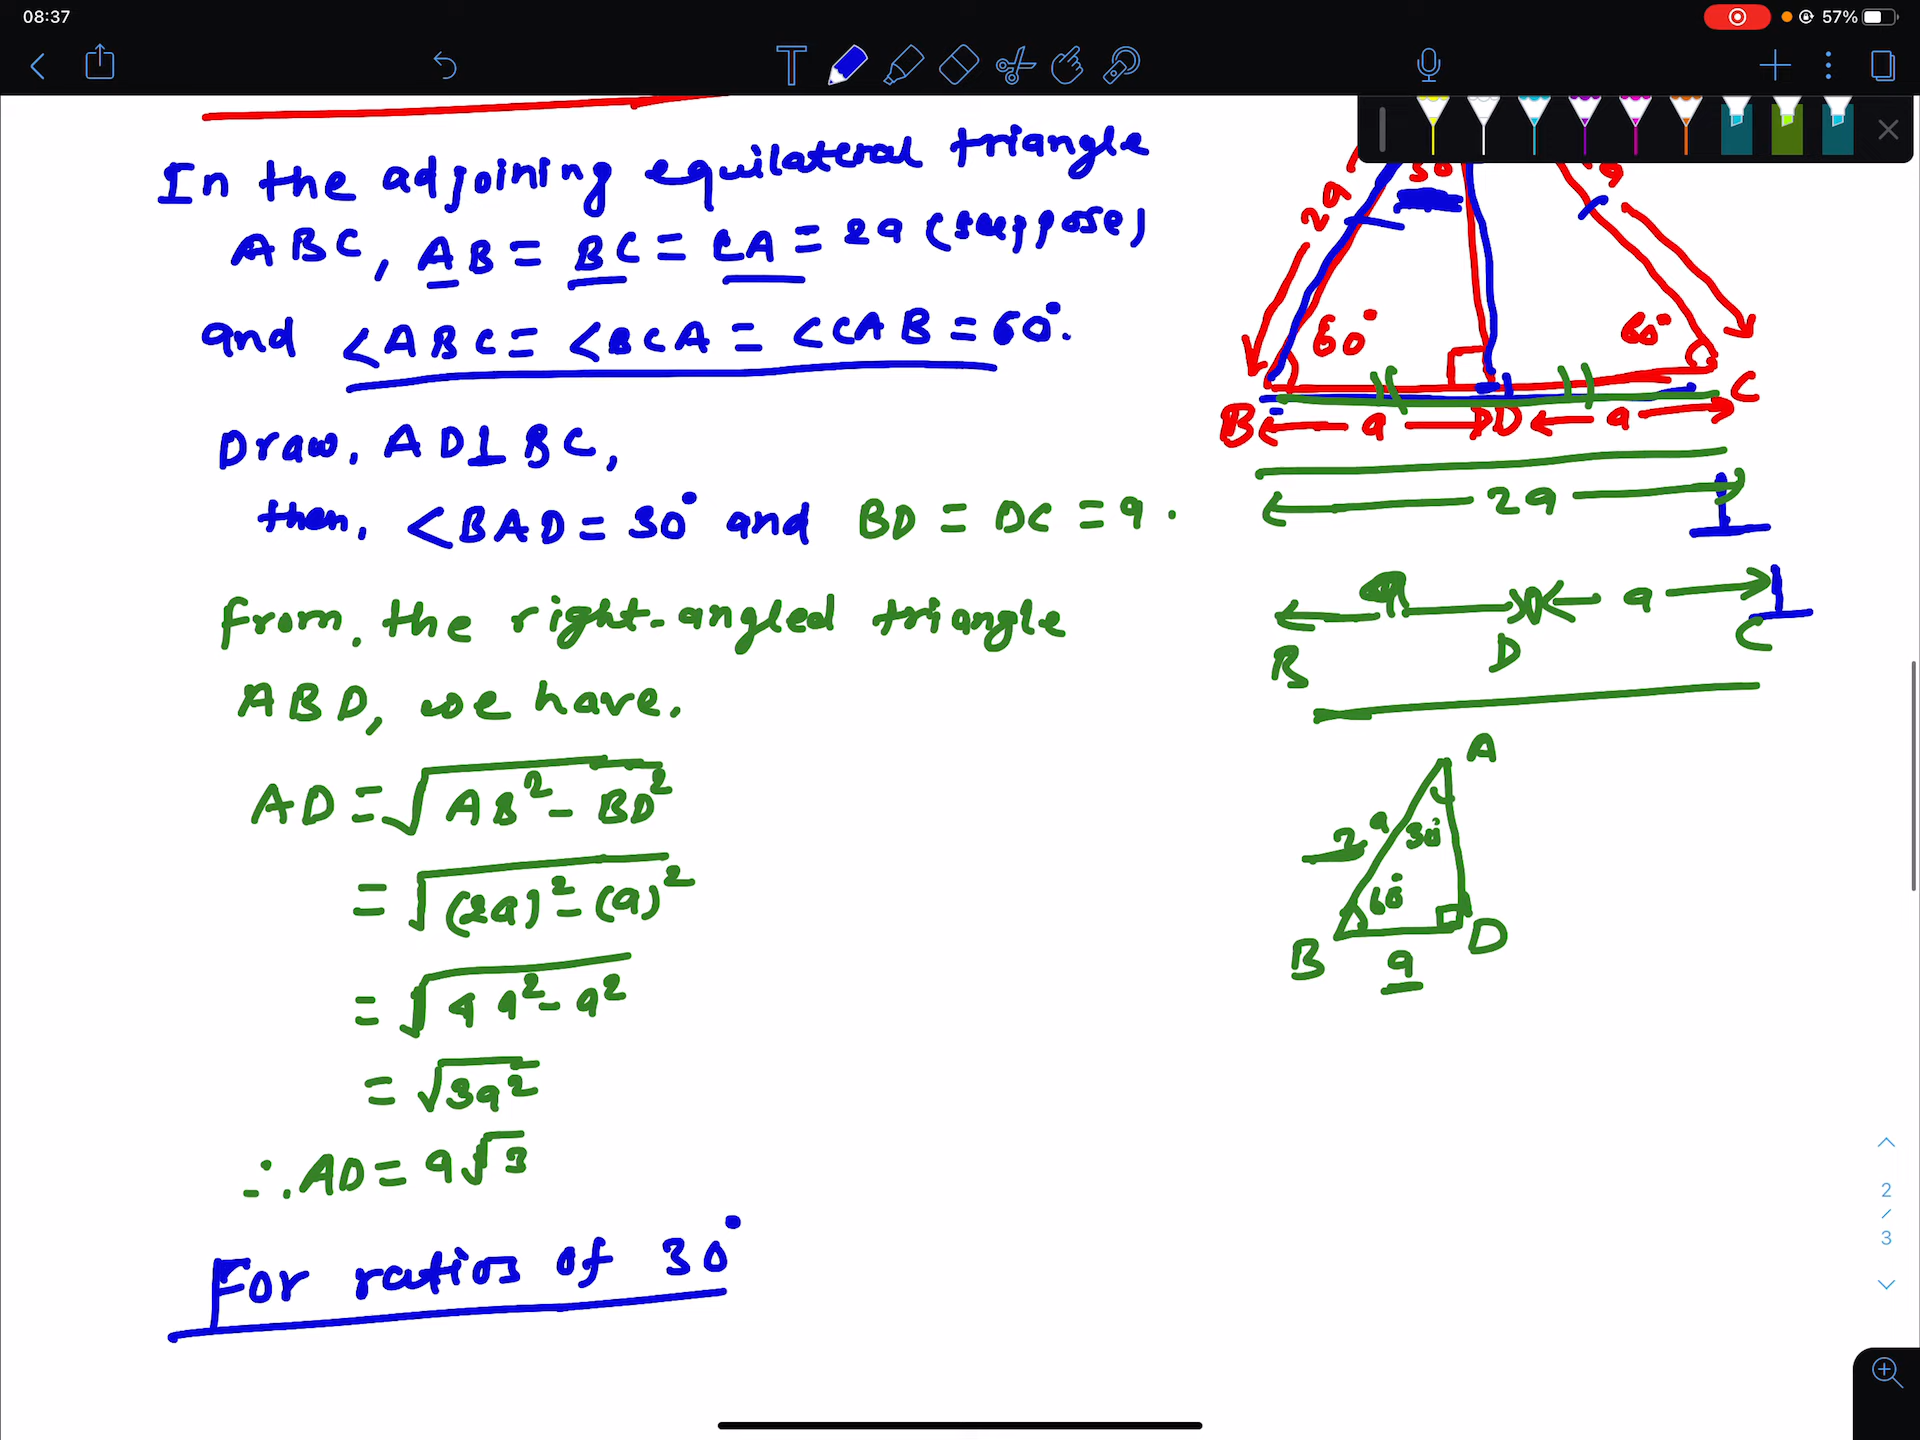 08:37
57%
In the adjoining equilateral triangle
ABC, AB = BC = CA = 2a (suppose)
and <ABC = <BCA = <CAB = 60°.
Draw, AD⊥BC,
then, <BAD = 30° and BD = DC = a.
from, the right-angled triangle
ABD, we have,
AD = √(AB² - BD²)
= √((2a)² - (a)²)
= √(4a² - a²)
= √(3a²)
∴ AD = a√3
For ratios of 30°
2a
30
60°
60°
B
a
D
a
C
2a
a
a
B
D
C
A
2a
30°
60°
B
a
D
2
/
3